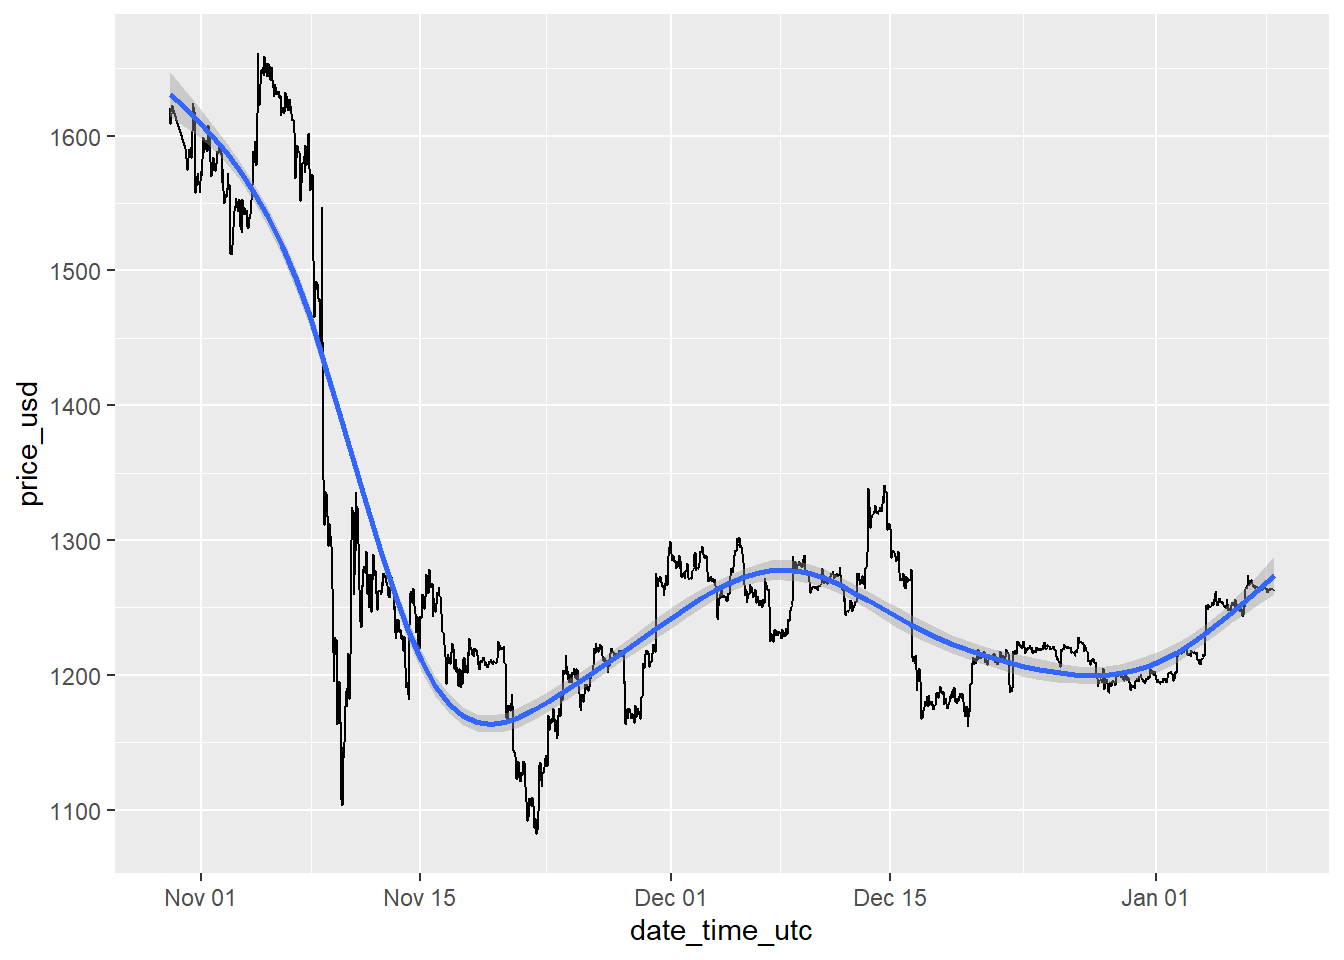 price_usd
1600
1500
1400
1300
1200
1100
Nov 01
Nov 15
Dec 01
Dec 15
Jan 01
date_time_utc